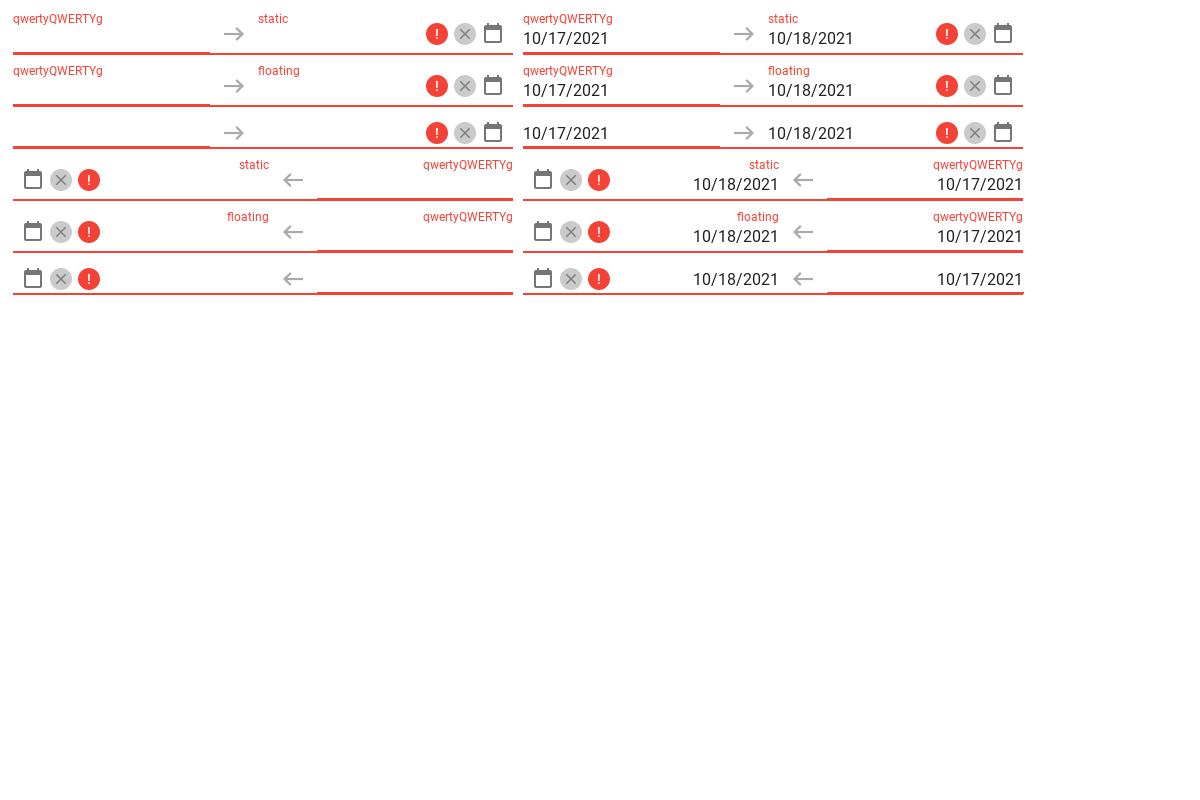 qwertyQWERTYg static qwertyQWERTYg static
10/17/2021 10/18/2021
qwertyQWERTYg floating qwertyQWERTYg floating
10/17/2021 10/18/2021
10/17/2021 10/18/2021
static qwertyQWERTYg static qwertyQWERTYg
10/18/2021 10/17/2021
floating qwertyQWERTYg floating qwertyQWERTYg
10/18/2021 10/17/2021
10/18/2021 10/17/2021